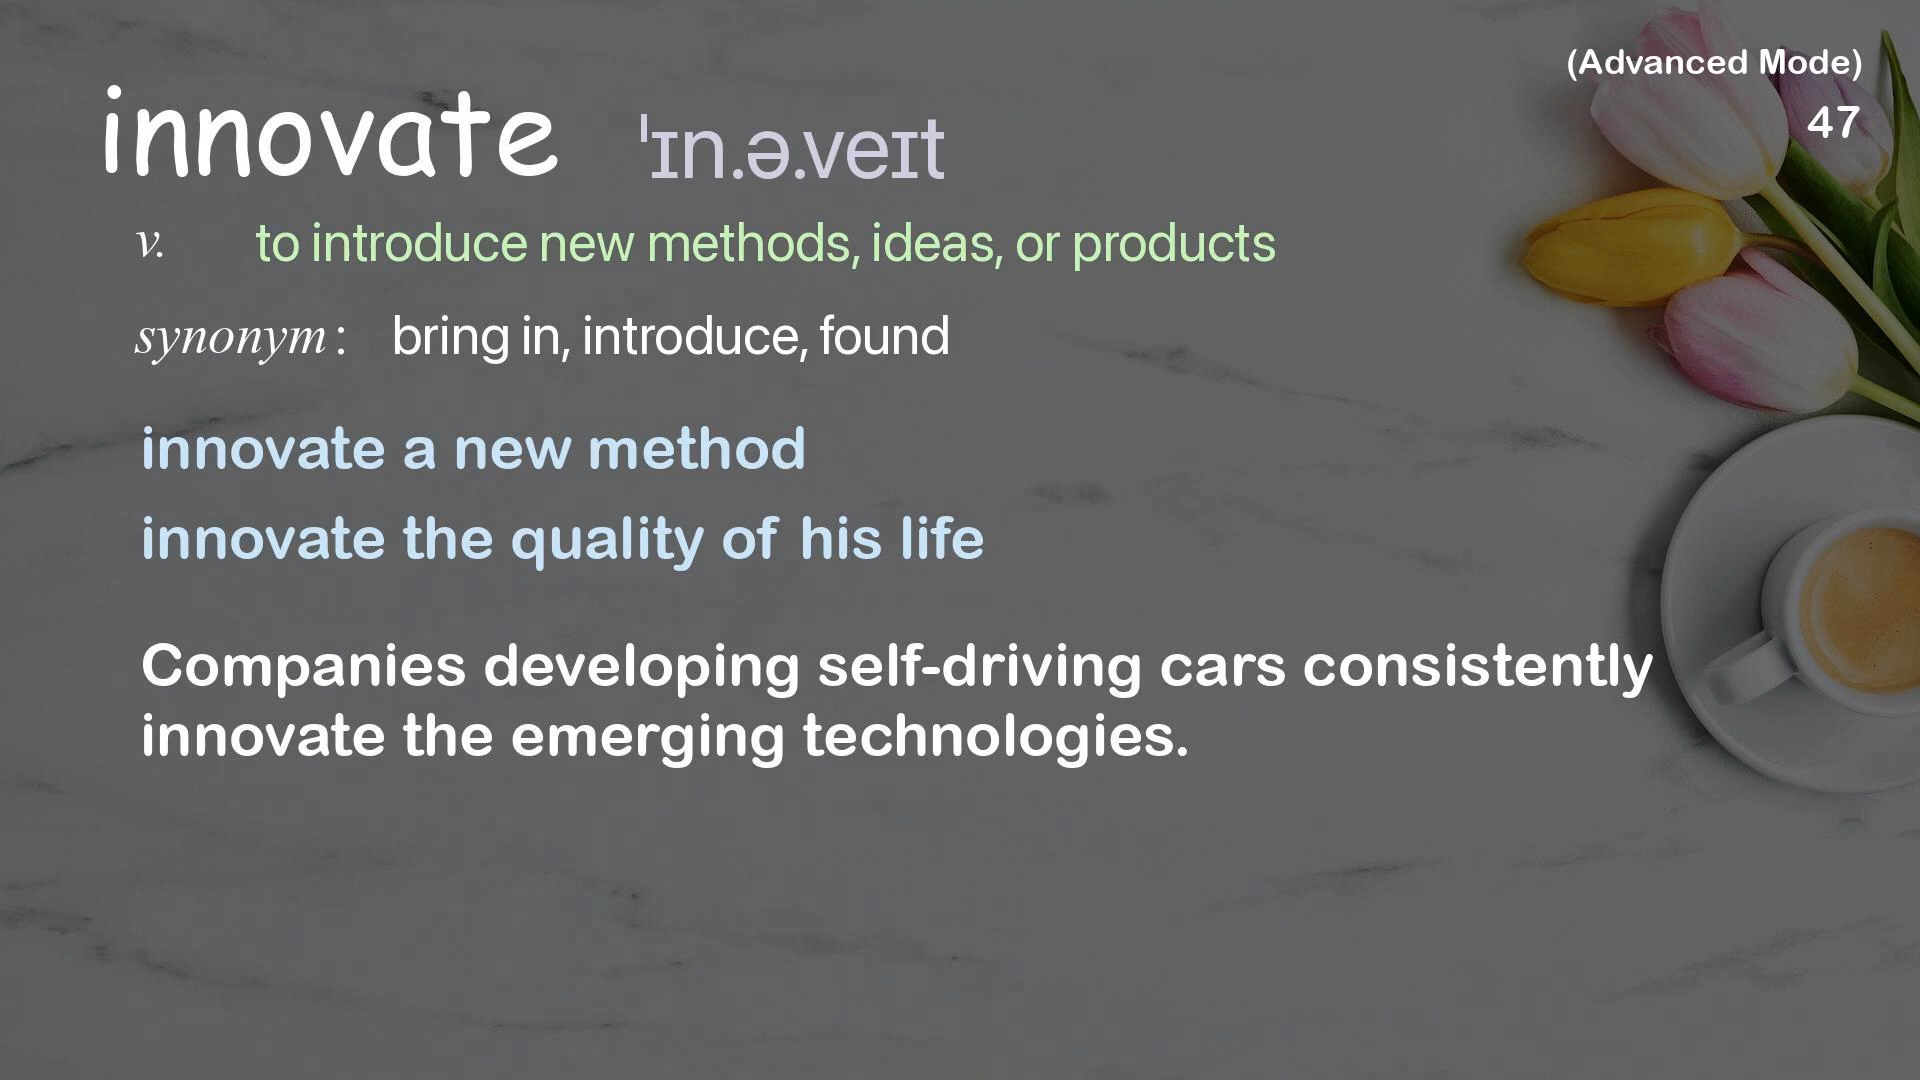 (Advanced Mode)
47
innovate ˈɪn.ə.veɪt
v. to introduce new methods, ideas, or products
synonym: bring in, introduce, found
innovate a new method
innovate the quality of his life
Companies developing self-driving cars consistently
innovate the emerging technologies.